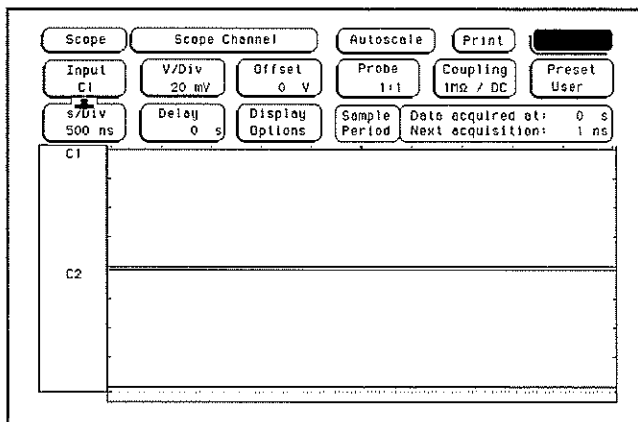 Scope Scope Channel Autoscale Print
Input V/Div Offset Probe Coupling Preset
C1 20 mV 0 V 1:1 1MΩ / DC User
s/Div Delay Display Sample Data acquired at: 0 s
500 ns 0 s Options Period Next acquisition: 1 ns
C1
C2